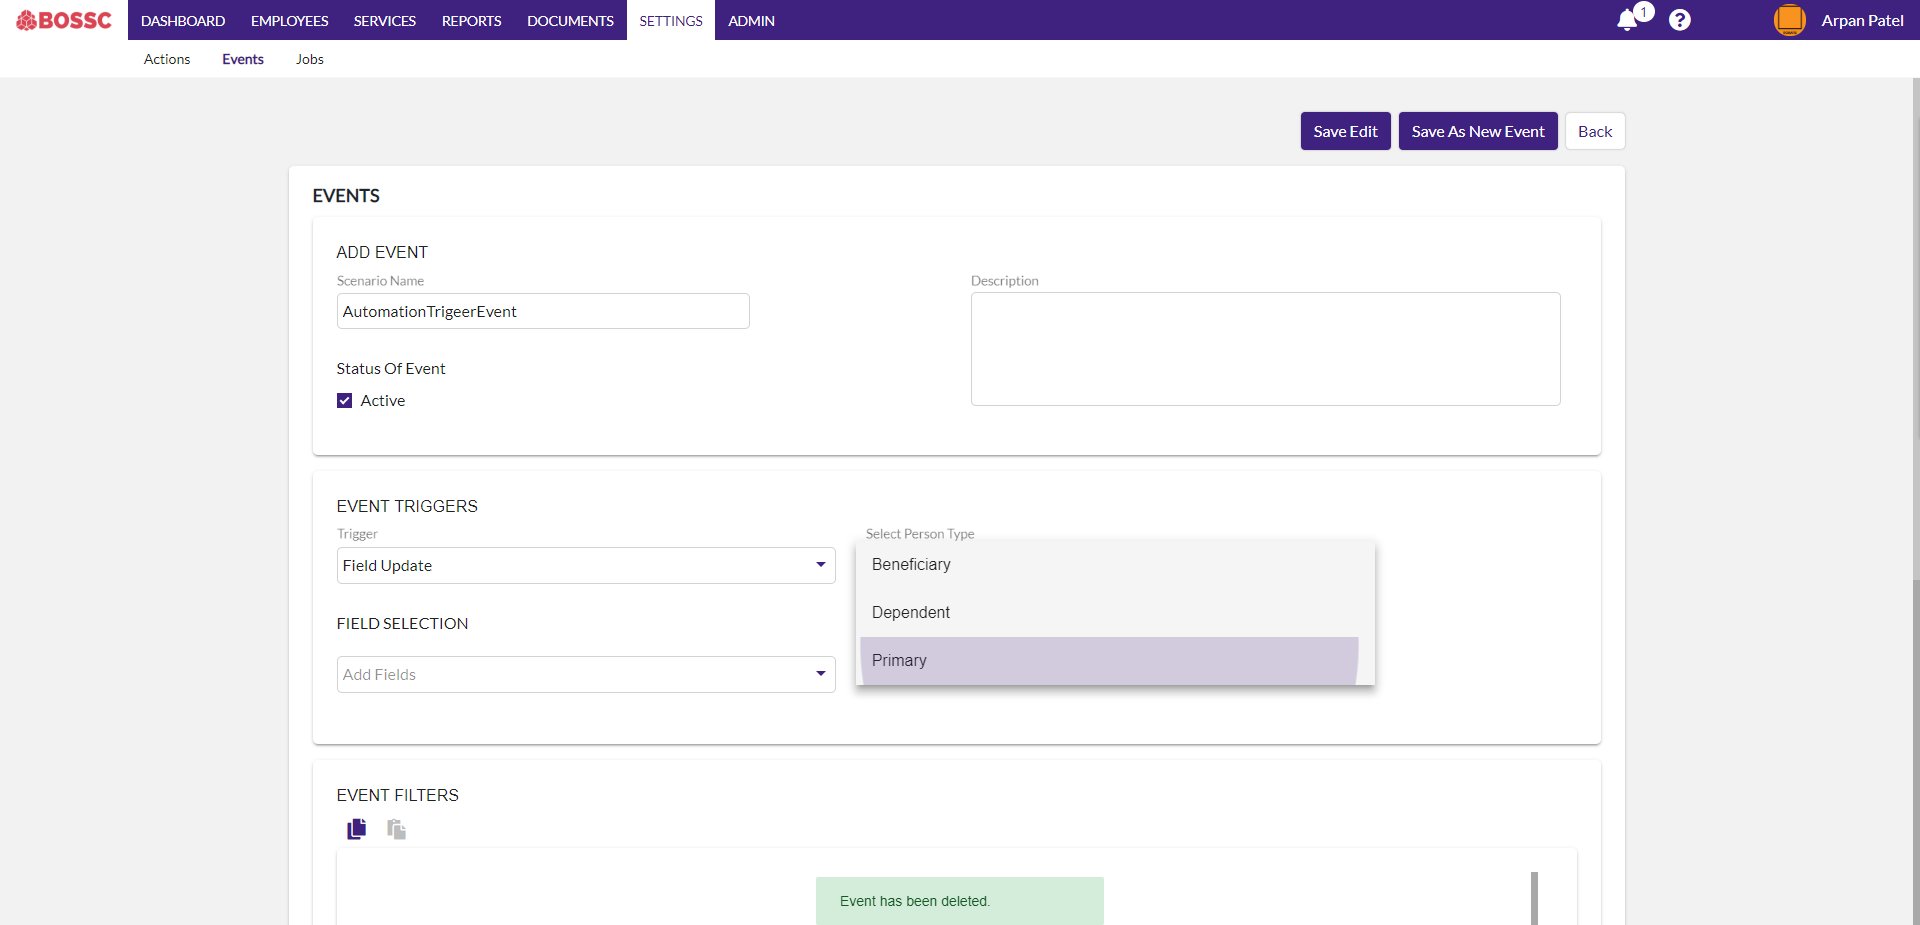 BOSSC
DASHBOARD EMPLOYEES SERVICES REPORTS DOCUMENTS SETTINGS ADMIN
1
?
Arpan Patel
Actions Events Jobs
Save Edit Save As New Event Back
EVENTS
ADD EVENT
Scenario Name
AutomationTrigeerEvent
Description
Status Of Event
Active
EVENT TRIGGERS
Trigger
Field Update
Select Person Type
Beneficiary
Dependent
Primary
FIELD SELECTION
Add Fields
EVENT FILTERS
Event has been deleted.